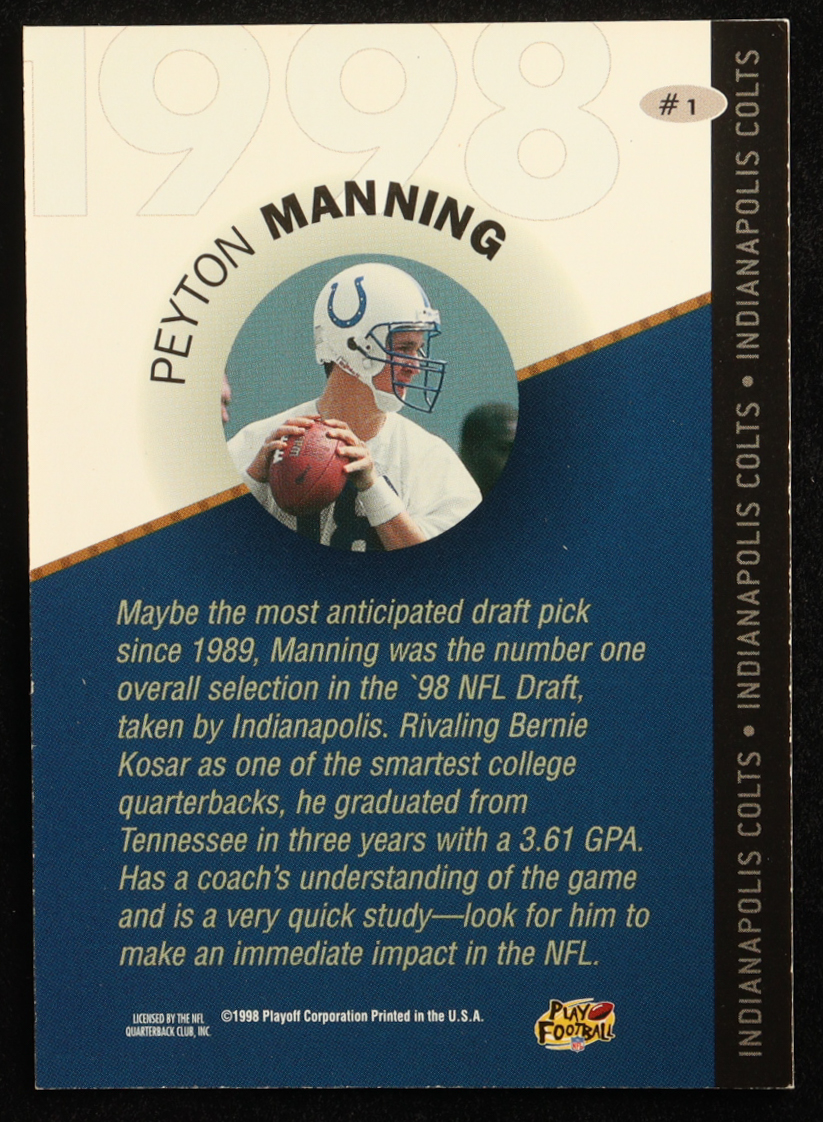 1998
# 1
PEYTON MANNING
Maybe the most anticipated draft pick
since 1989, Manning was the number one
overall selection in the `98 NFL Draft,
taken by Indianapolis. Rivaling Bernie
Kosar as one of the smartest college
quarterbacks, he graduated from
Tennessee in three years with a 3.61 GPA.
Has a coach's understanding of the game
and is a very quick study—look for him to
make an immediate impact in the NFL.
LICENSED BY THE NFL
QUARTERBACK CLUB, INC.
©1998 Playoff Corporation Printed in the U.S.A.
PLAY
FOOTBALL
NFL
INDIANAPOLIS COLTS • INDIANAPOLIS COLTS • INDIANAPOLIS COLTS